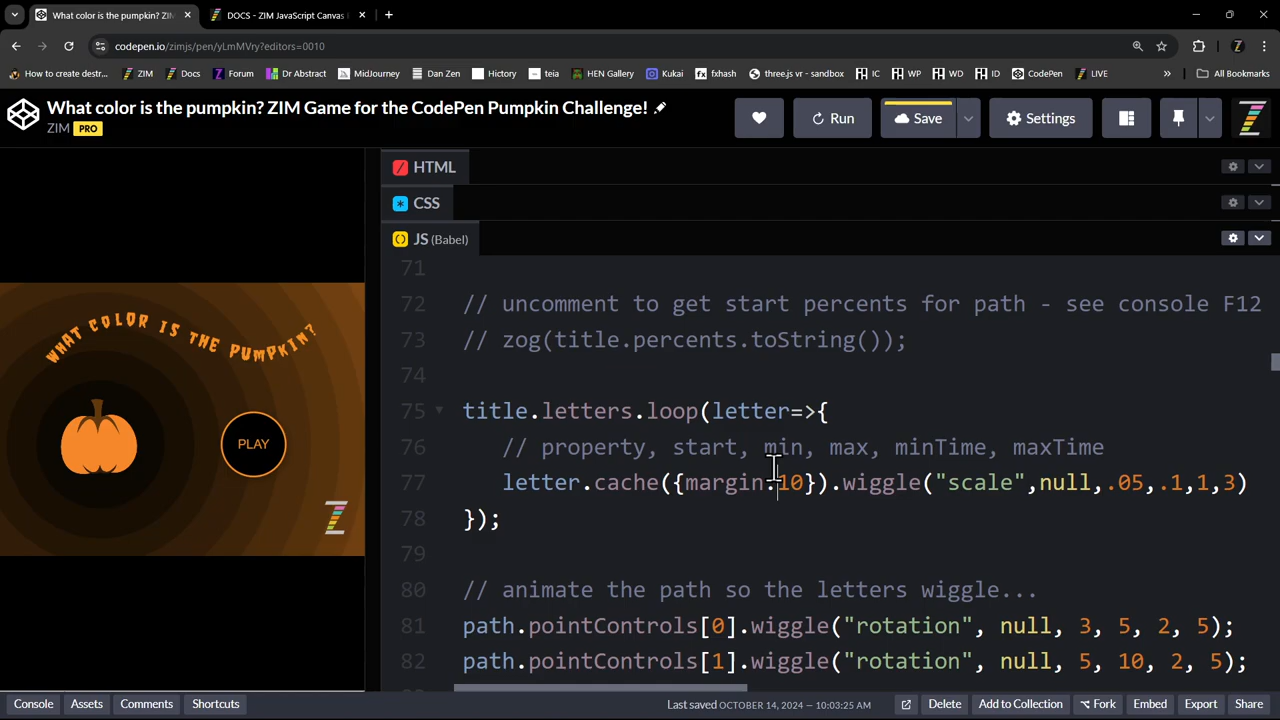 What color is the pumpkin? ZIM
DOCS - ZIM JavaScript Canvas
codepen.io/zimjs/pen/yLmMVry?editors=0010
How to create destr...
ZIM
Docs
Forum
Dr Abstract
MidJourney
Dan Zen
Hictory
teia
HEN Gallery
Kukai
fxhash
three.js vr - sandbox
IC
WP
WD
ID
CodePen
LIVE
All Bookmarks
What color is the pumpkin? ZIM Game for the CodePen Pumpkin Challenge!
ZIM PRO
Run
Save
Settings
HTML
CSS
JS (Babel)
71
72 // uncomment to get start percents for path - see console F12
73 // zog(title.percents.toString());
74
75 title.letters.loop(letter=>{
76 // property, start, min, max, minTime, maxTime
77 letter.cache({margin:10}).wiggle("scale",null,.05,.1,1,3)
78 });
79
80 // animate the path so the letters wiggle...
81 path.pointControls[0].wiggle("rotation", null, 3, 5, 2, 5);
82 path.pointControls[1].wiggle("rotation", null, 5, 10, 2, 5);
WHAT COLOR IS THE PUMPKIN?
PLAY
Console
Assets
Comments
Shortcuts
Last saved OCTOBER 14, 2024 — 10:03:25 AM
Delete
Add to Collection
Fork
Embed
Export
Share